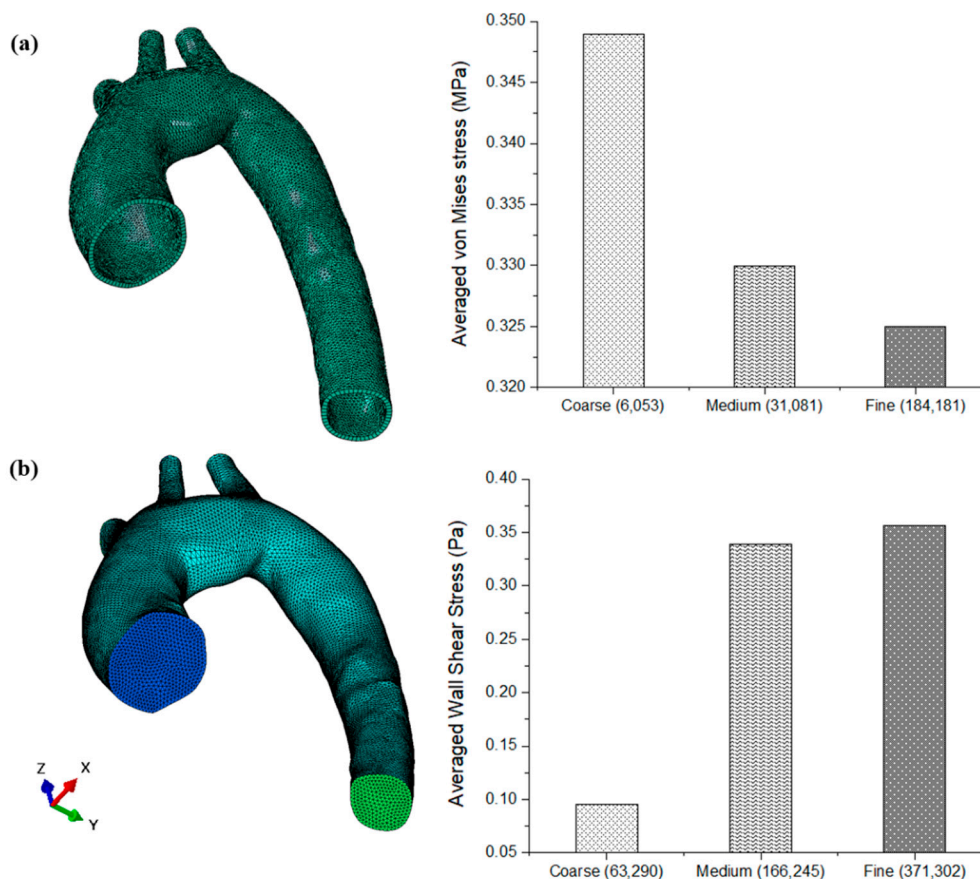 (a)
Averaged von Mises stress (MPa)
0.350
0.345
0.340
0.335
0.330
0.325
0.320
Coarse (6,053)
Medium (31,081)
Fine (184,181)
(b)
Z
X
Y
Averaged Wall Shear Stress (Pa)
0.40
0.35
0.30
0.25
0.20
0.15
0.10
0.05
Coarse (63,290)
Medium (166,245)
Fine (371,302)